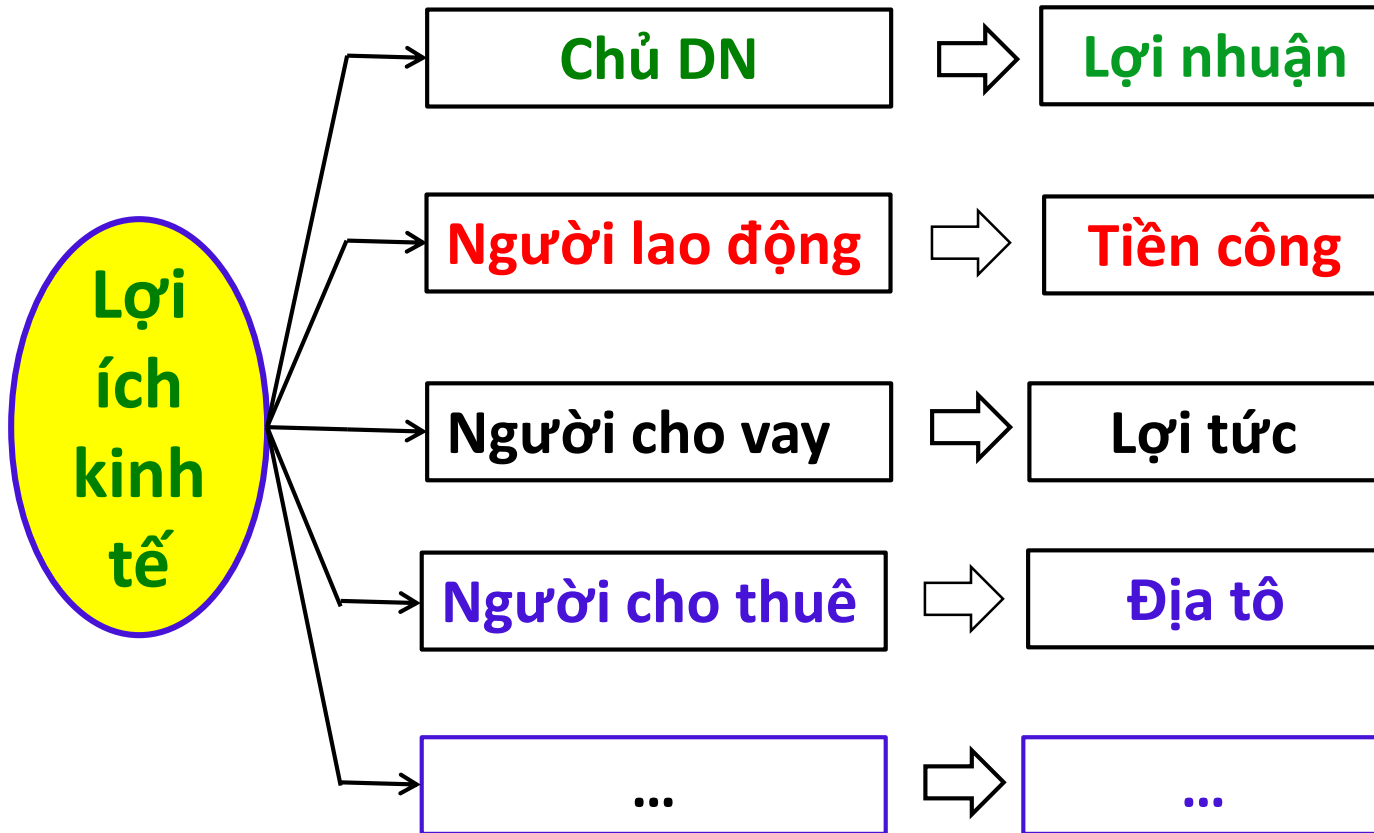 Chủ DN
Lợi nhuận
Người lao động
Tiền công
Lợi
ích
kinh
tế
Người cho vay
Lợi tức
Người cho thuê
Địa tô
...
...